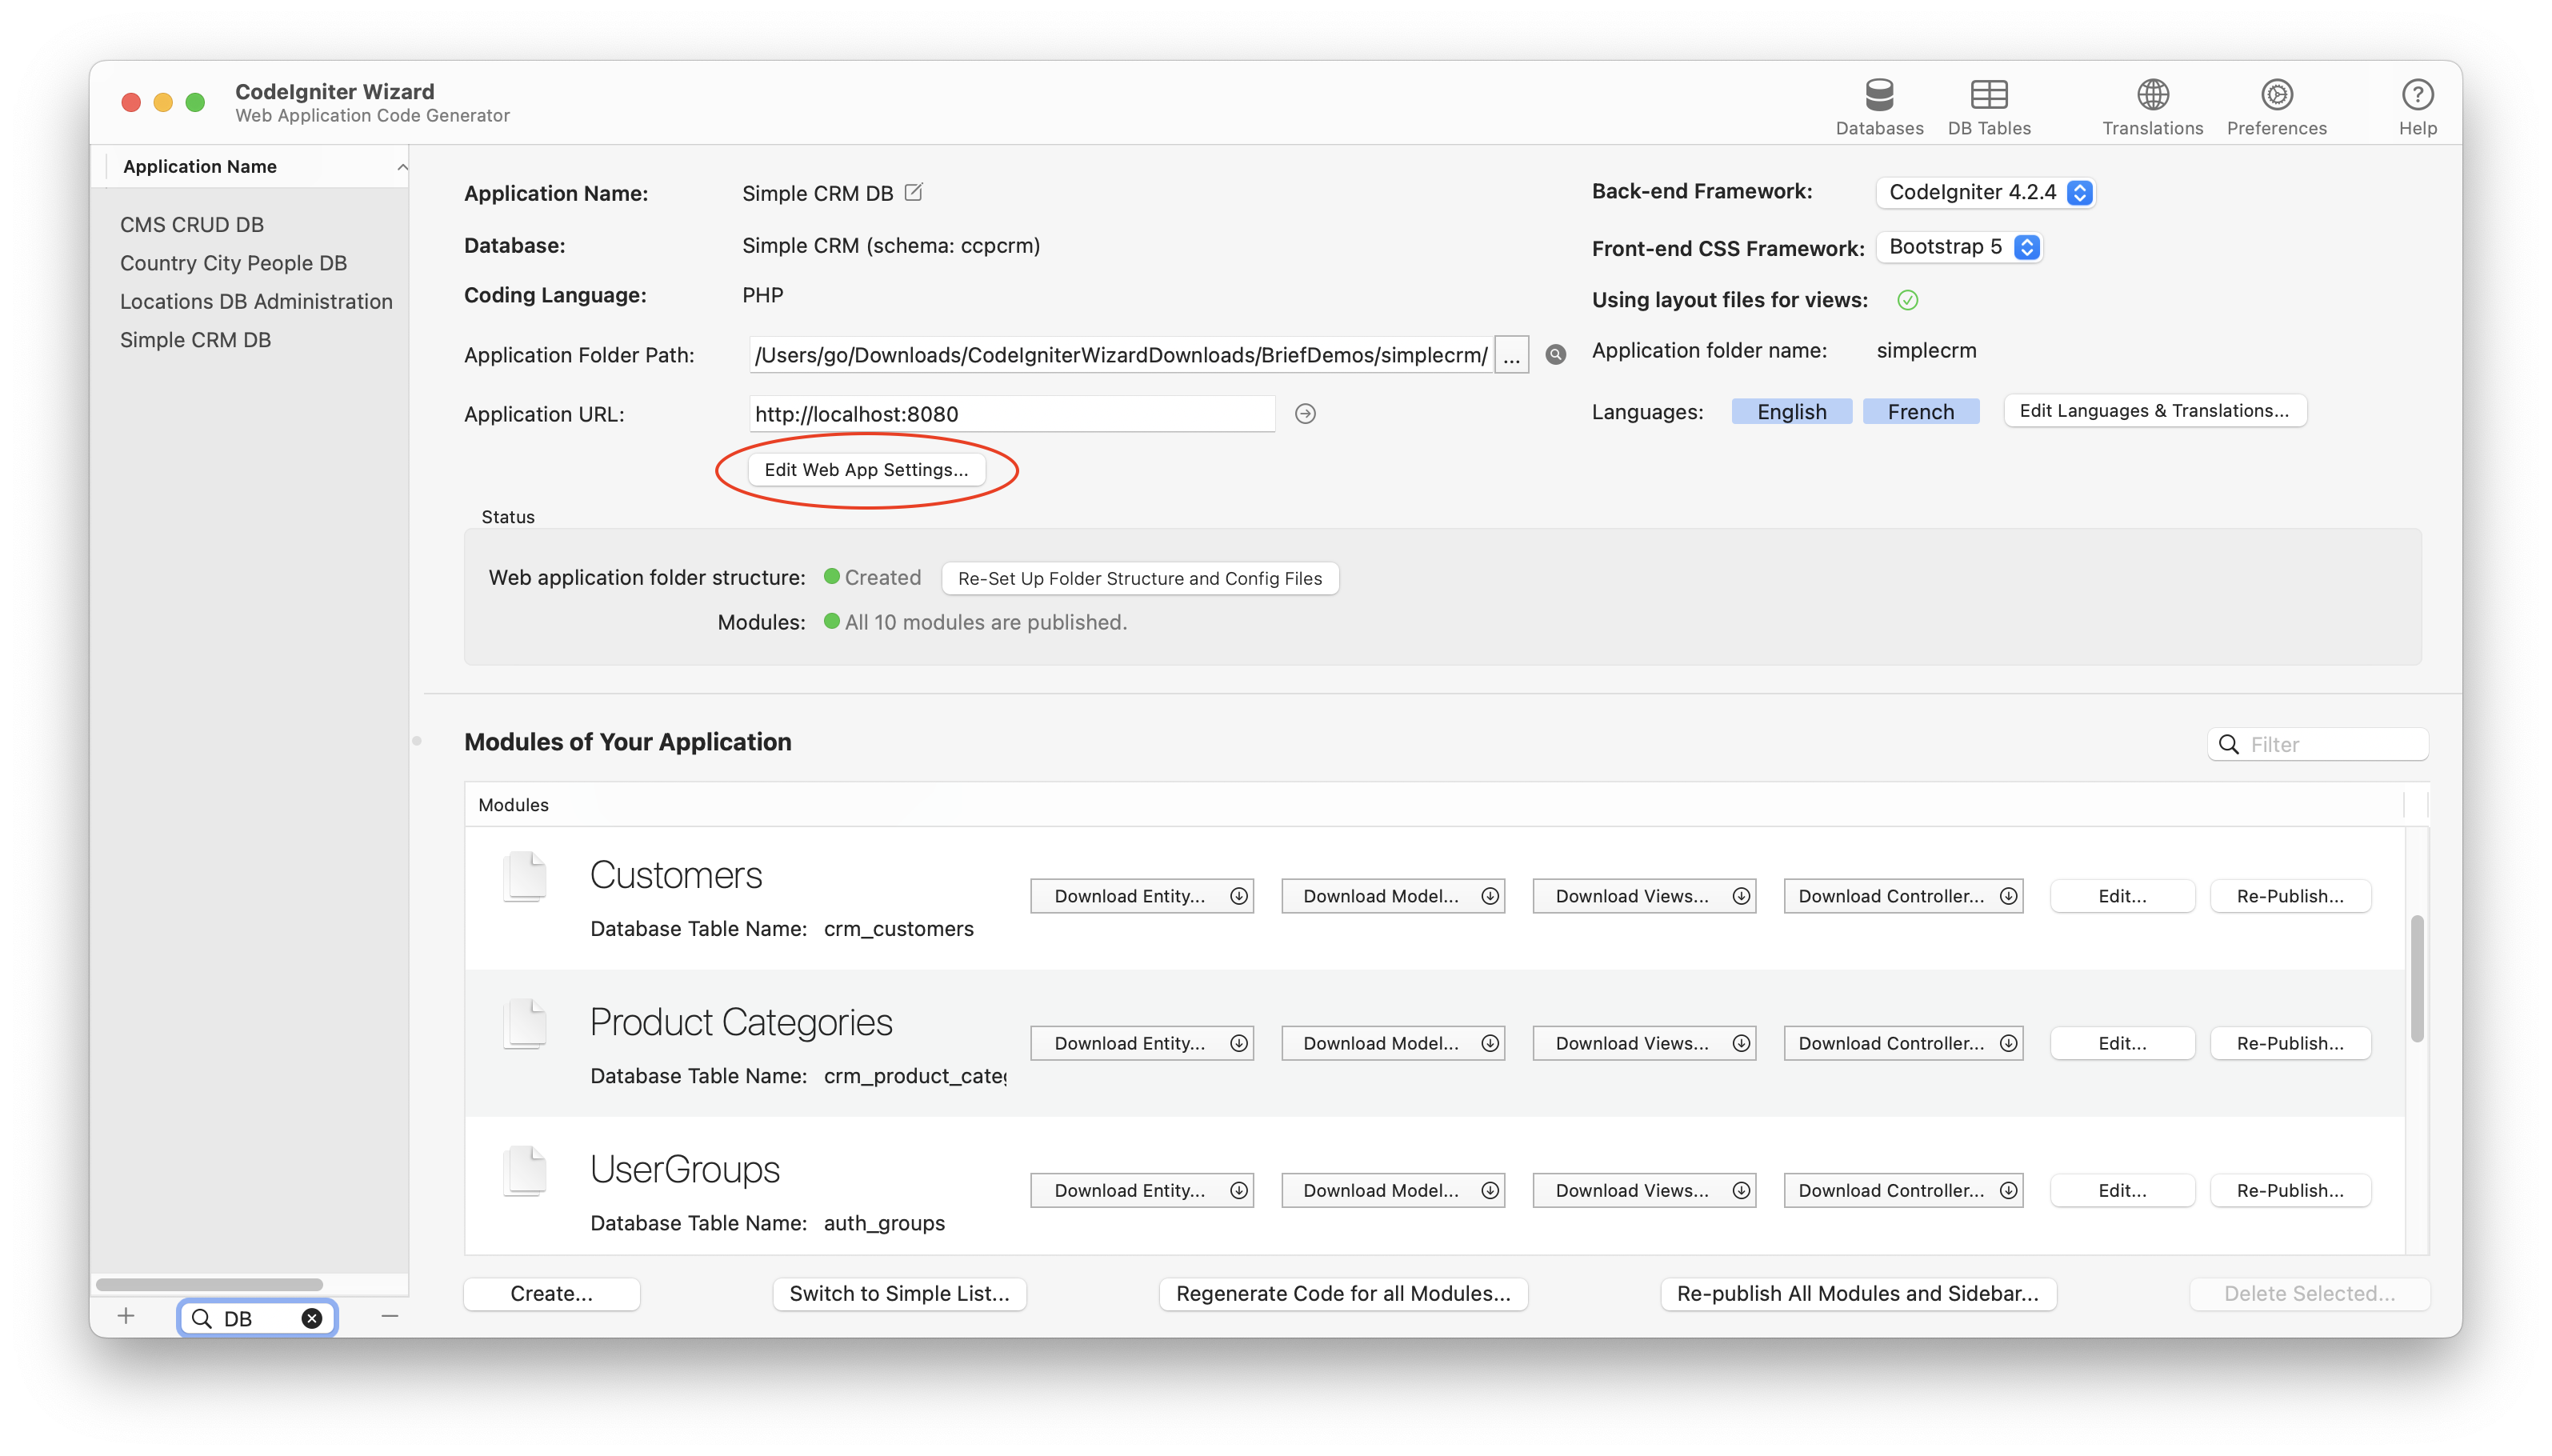 CodeIgniter Wizard
Web Application Code Generator
Databases
DB Tables
Translations
Preferences
Help
Application Name
CMS CRUD DB
Country City People DB
Locations DB Administration
Simple CRM DB
Application Name: Simple CRM DB
Database: Simple CRM (schema: ccpcrm)
Coding Language: PHP
Application Folder Path: /Users/go/Downloads/CodeIgniterWizardDownloads/BriefDemos/simplecrm/ ...
Application URL: http://localhost:8080
Edit Web App Settings...
Back-end Framework: CodeIgniter 4.2.4
Front-end CSS Framework: Bootstrap 5
Using layout files for views:
Application folder name: simplecrm
Languages: English French Edit Languages & Translations...
Status
Web application folder structure: Created Re-Set Up Folder Structure and Config Files
Modules: All 10 modules are published.
Modules of Your Application
Filter
Modules
Customers
Database Table Name: crm_customers
Download Entity... Download Model... Download Views... Download Controller... Edit... Re-Publish...
Product Categories
Database Table Name: crm_product_cate
Download Entity... Download Model... Download Views... Download Controller... Edit... Re-Publish...
UserGroups
Database Table Name: auth_groups
Download Entity... Download Model... Download Views... Download Controller... Edit... Re-Publish...
Create... Switch to Simple List... Regenerate Code for all Modules... Re-publish All Modules and Sidebar... Delete Selected...
DB